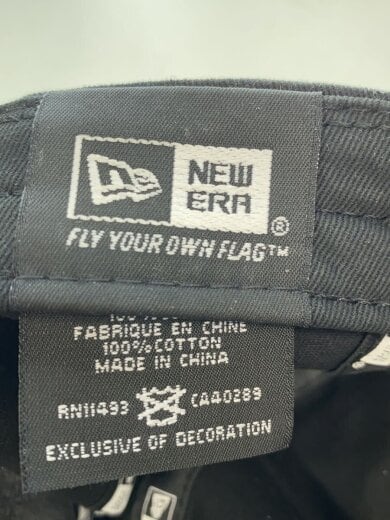 NEW
ERA
®
FLY YOUR OWN FLAG™
FABRIQUE EN CHINE
100% COTTON
MADE IN CHINA
RN11493 CA40289
EXCLUSIVE OF DECORATION